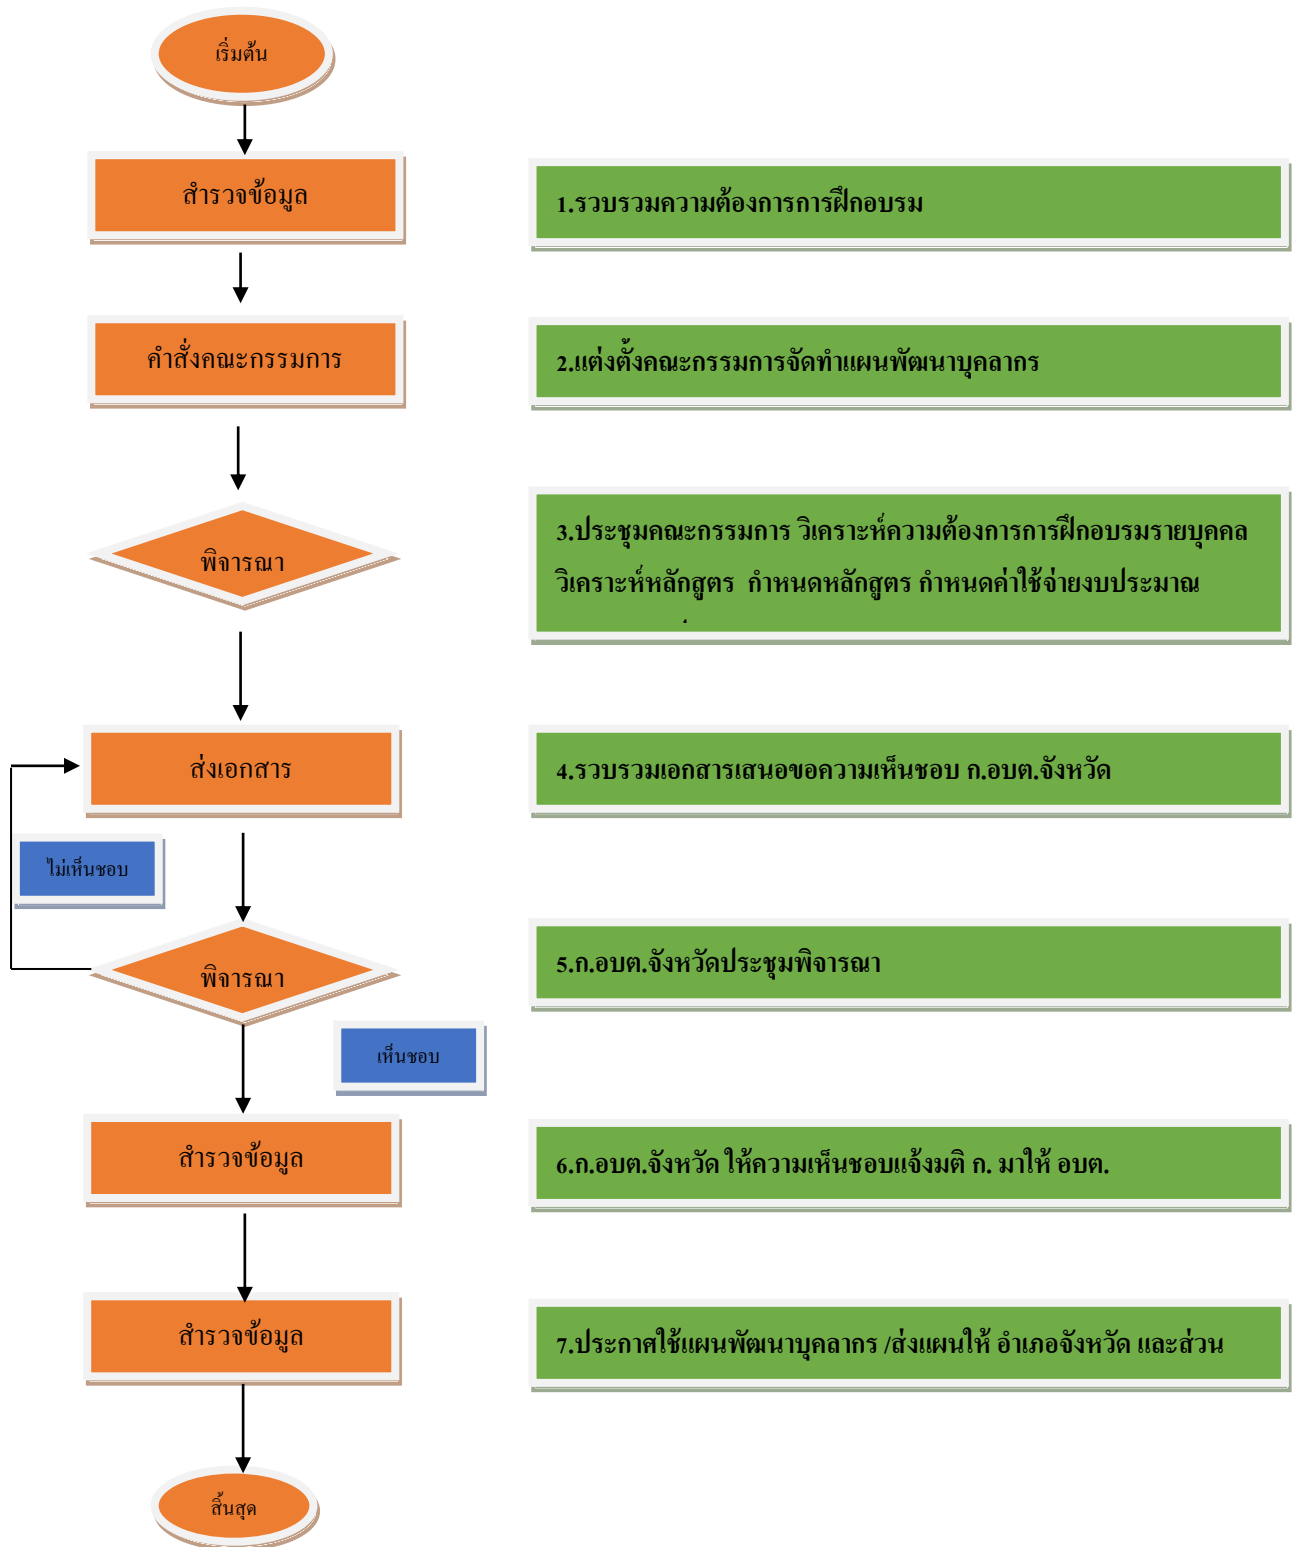 เริ่มต้น
สำรวจข้อมูล
1.รวบรวมความต้องการการฝึกอบรม
คำสั่งคณะกรรมการ
2.แต่งตั้งคณะกรรมการจัดทำแผนพัฒนาบุคลากร
พิจารณา
3.ประชุมคณะกรรมการ วิเคราะห์ความต้องการการฝึกอบรมรายบุคคล
วิเคราะห์หลักสูตร กำหนดหลักสูตร กำหนดค่าใช้จ่ายงบประมาณ
ส่งเอกสาร
4.รวบรวมเอกสารเสนอขอความเห็นชอบ ก.อบต.จังหวัด
ไม่เห็นชอบ
พิจารณา
5.ก.อบต.จังหวัดประชุมพิจารณา
เห็นชอบ
สำรวจข้อมูล
6.ก.อบต.จังหวัด ให้ความเห็นชอบแจ้งมติ ก. มาให้ อบต.
สำรวจข้อมูล
7.ประกาศใช้แผนพัฒนาบุคลากร /ส่งแผนให้ อำเภอจังหวัด และส่วน
สิ้นสุด